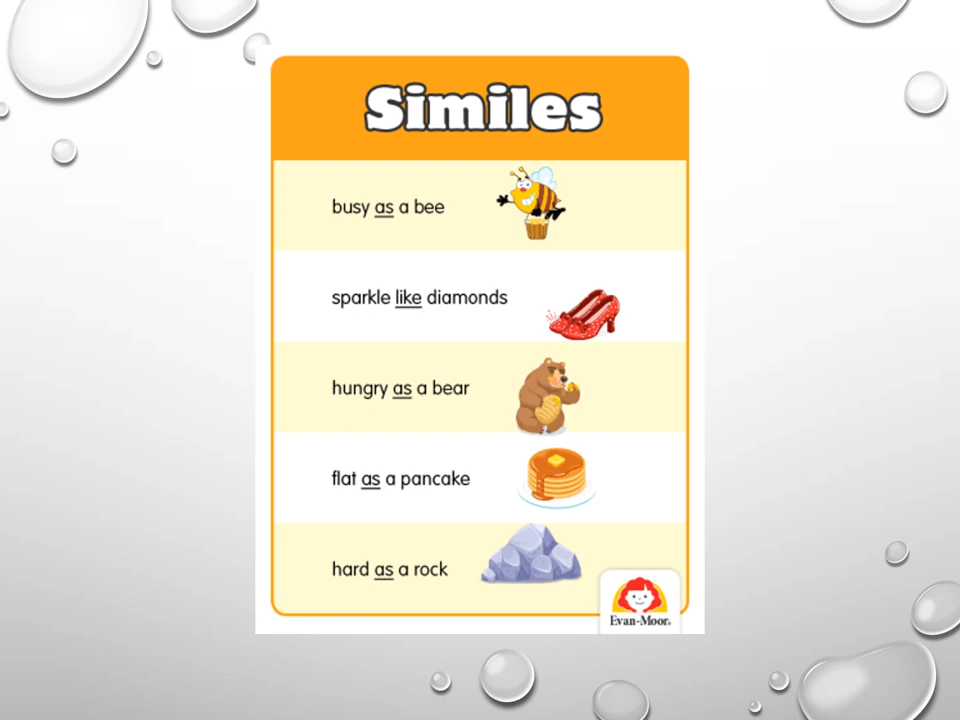 Similes
busy as a bee
sparkle like diamonds
hungry as a bear
flat as a pancake
hard as a rock
Evan-Moor